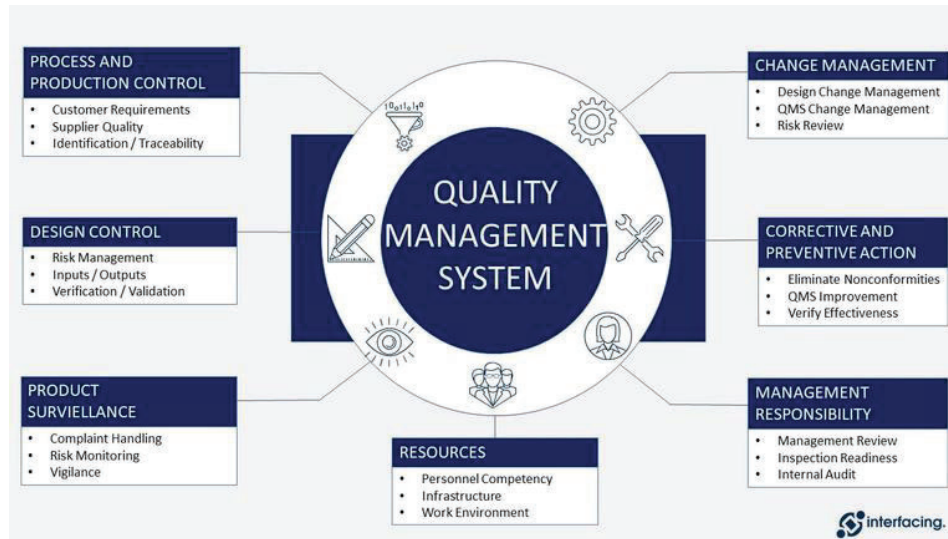 PROCESS AND
PRODUCTION CONTROL
• Customer Requirements
• Supplier Quality
• Identification / Traceability
DESIGN CONTROL
• Risk Management
• Inputs / Outputs
• Verification / Validation
PRODUCT
SURVIELLANCE
• Complaint Handling
• Risk Monitoring
• Vigilance
10011010
QUALITY
MANAGEMENT
SYSTEM
RESOURCES
• Personnel Competency
• Infrastructure
• Work Environment
CHANGE MANAGEMENT
• Design Change Management
• QMS Change Management
• Risk Review
CORRECTIVE AND
PREVENTIVE ACTION
• Eliminate Nonconformities
• QMS Improvement
• Verify Effectiveness
MANAGEMENT
RESPONSIBILITY
• Management Review
• Inspection Readiness
• Internal Audit
interfacing.